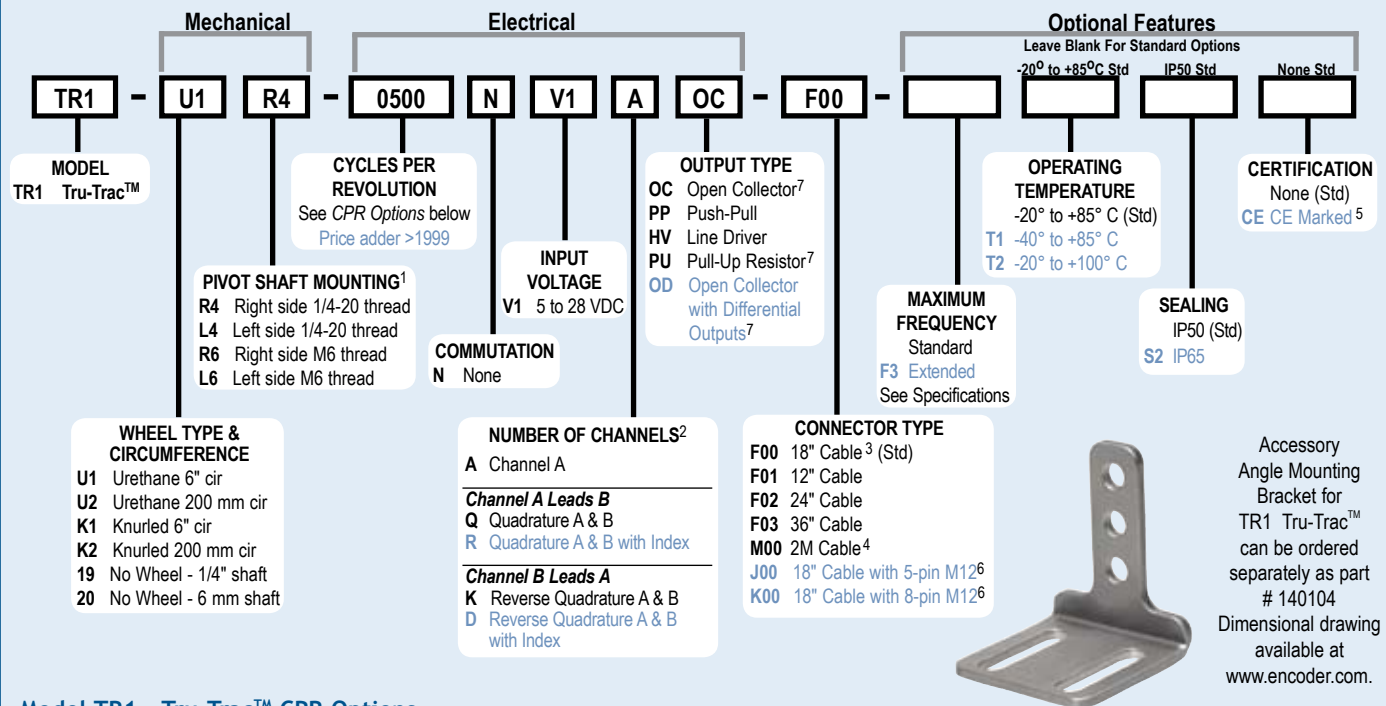 Mechanical
Electrical
Optional Features
Leave Blank For Standard Options
-20° to +85°C Std
IP50 Std
None Std
TR1 - U1 R4 - 0500 N V1 A OC - F00 -
MODEL
TR1 Tru-Trac™
CYCLES PER
REVOLUTION
See CPR Options below
Price adder >1999
PIVOT SHAFT MOUNTING1
R4 Right side 1/4-20 thread
L4 Left side 1/4-20 thread
R6 Right side M6 thread
L6 Left side M6 thread
WHEEL TYPE &
CIRCUMFERENCE
U1 Urethane 6" cir
U2 Urethane 200 mm cir
K1 Knurled 6" cir
K2 Knurled 200 mm cir
19 No Wheel - 1/4" shaft
20 No Wheel - 6 mm shaft
COMMUTATION
N None
INPUT
VOLTAGE
V1 5 to 28 VDC
NUMBER OF CHANNELS2
A Channel A
Channel A Leads B
Q Quadrature A & B
R Quadrature A & B with Index
Channel B Leads A
K Reverse Quadrature A & B
D Reverse Quadrature A & B
with Index
OUTPUT TYPE
OC Open Collector7
PP Push-Pull
HV Line Driver
PU Pull-Up Resistor7
OD Open Collector
with Differential
Outputs7
CONNECTOR TYPE
F00 18" Cable 3 (Std)
F01 12" Cable
F02 24" Cable
F03 36" Cable
M00 2M Cable4
J00 18" Cable with 5-pin M126
K00 18" Cable with 8-pin M126
MAXIMUM
FREQUENCY
Standard
F3 Extended
See Specifications
OPERATING
TEMPERATURE
-20° to +85° C (Std)
T1 -40° to +85° C
T2 -20° to +100° C
SEALING
IP50 (Std)
S2 IP65
CERTIFICATION
None (Std)
CE CE Marked 5
Accessory
Angle Mounting
Bracket for
TR1 Tru-Trac™
can be ordered
separately as part
# 140104
Dimensional drawing
available at
www.encoder.com.
Model TR1 - Tru-Trac™ CPR Options